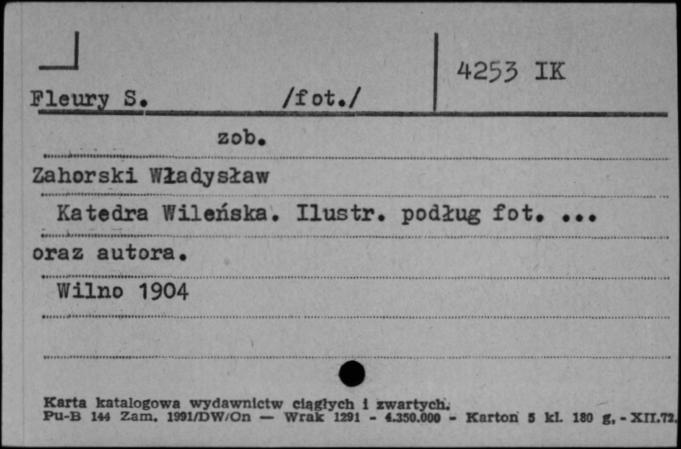 4253 IK
Fleury S. /fot./
zob.
Zahorski Władysław
Katedra Wileńska. Ilustr. podług fot. ...
oraz autora.
Wilno 1904
Karta katalogowa wydawnictw ciągłych i zwartych.
Pu-B 144 Zam. 1991/DW/On — Wrak 1291 - 4.350.000 - Karton 5 kl. 180 g. - XII.72.